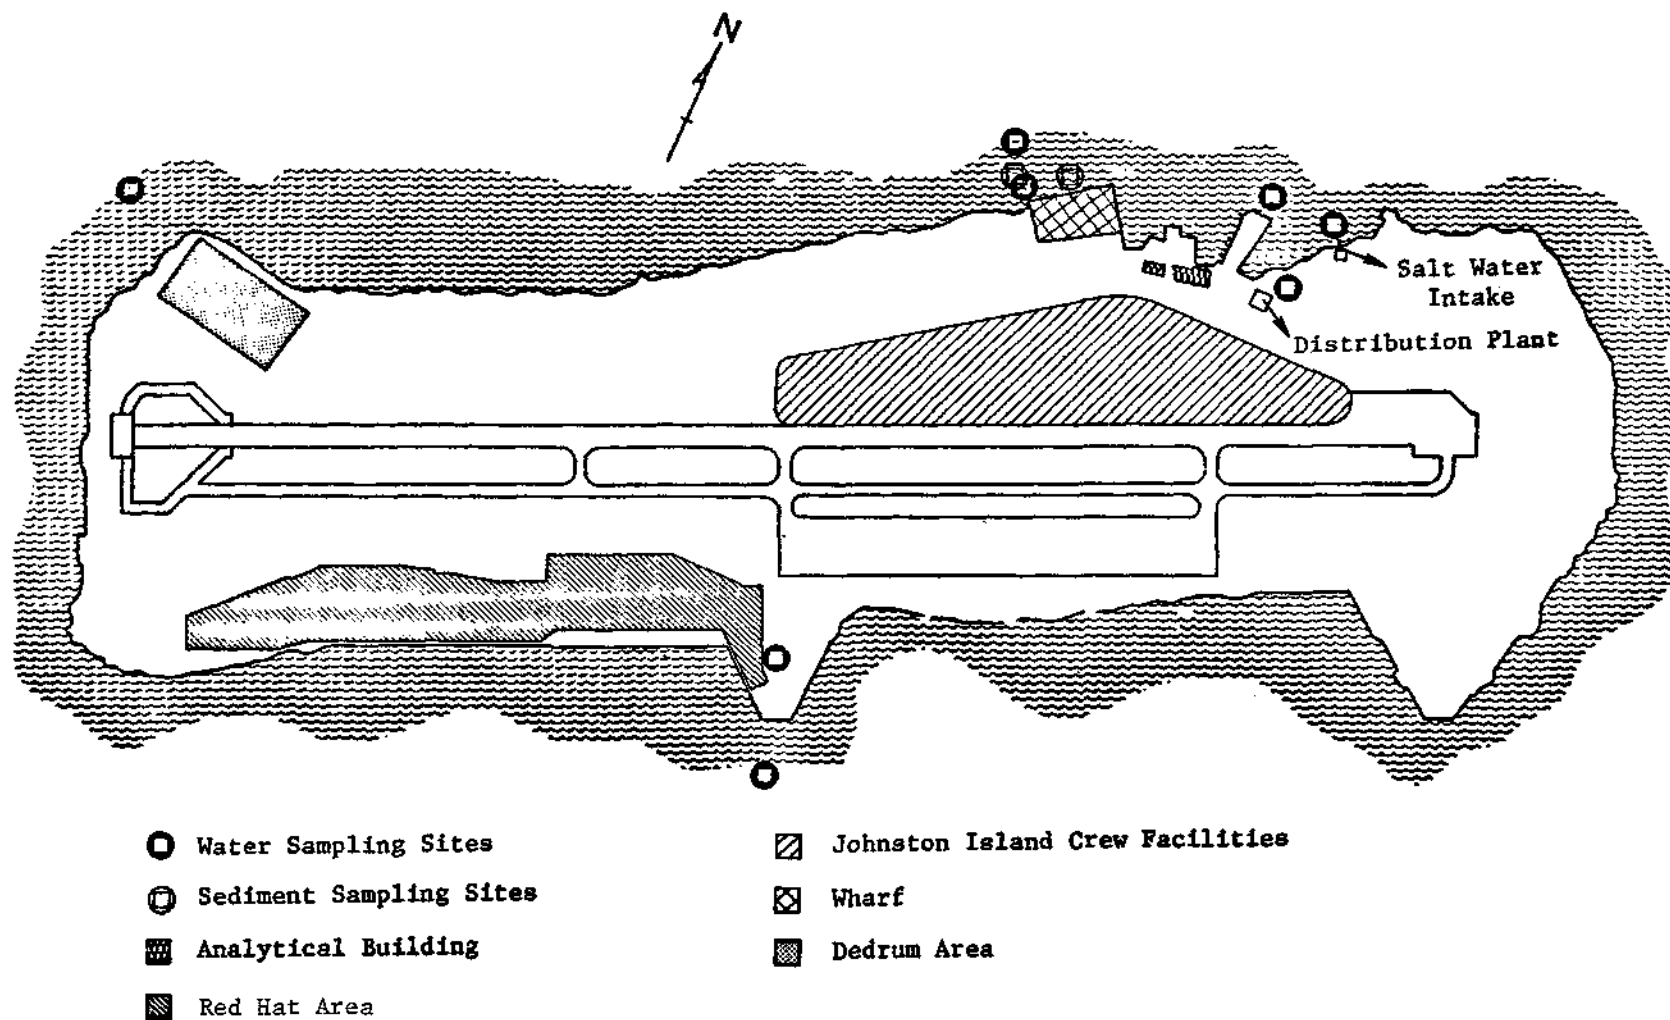 N
Salt Water
Intake
Distribution Plant
Water Sampling Sites
Johnston Island Crew Facilities
Sediment Sampling Sites
Wharf
Analytical Building
Dedrum Area
Red Hat Area